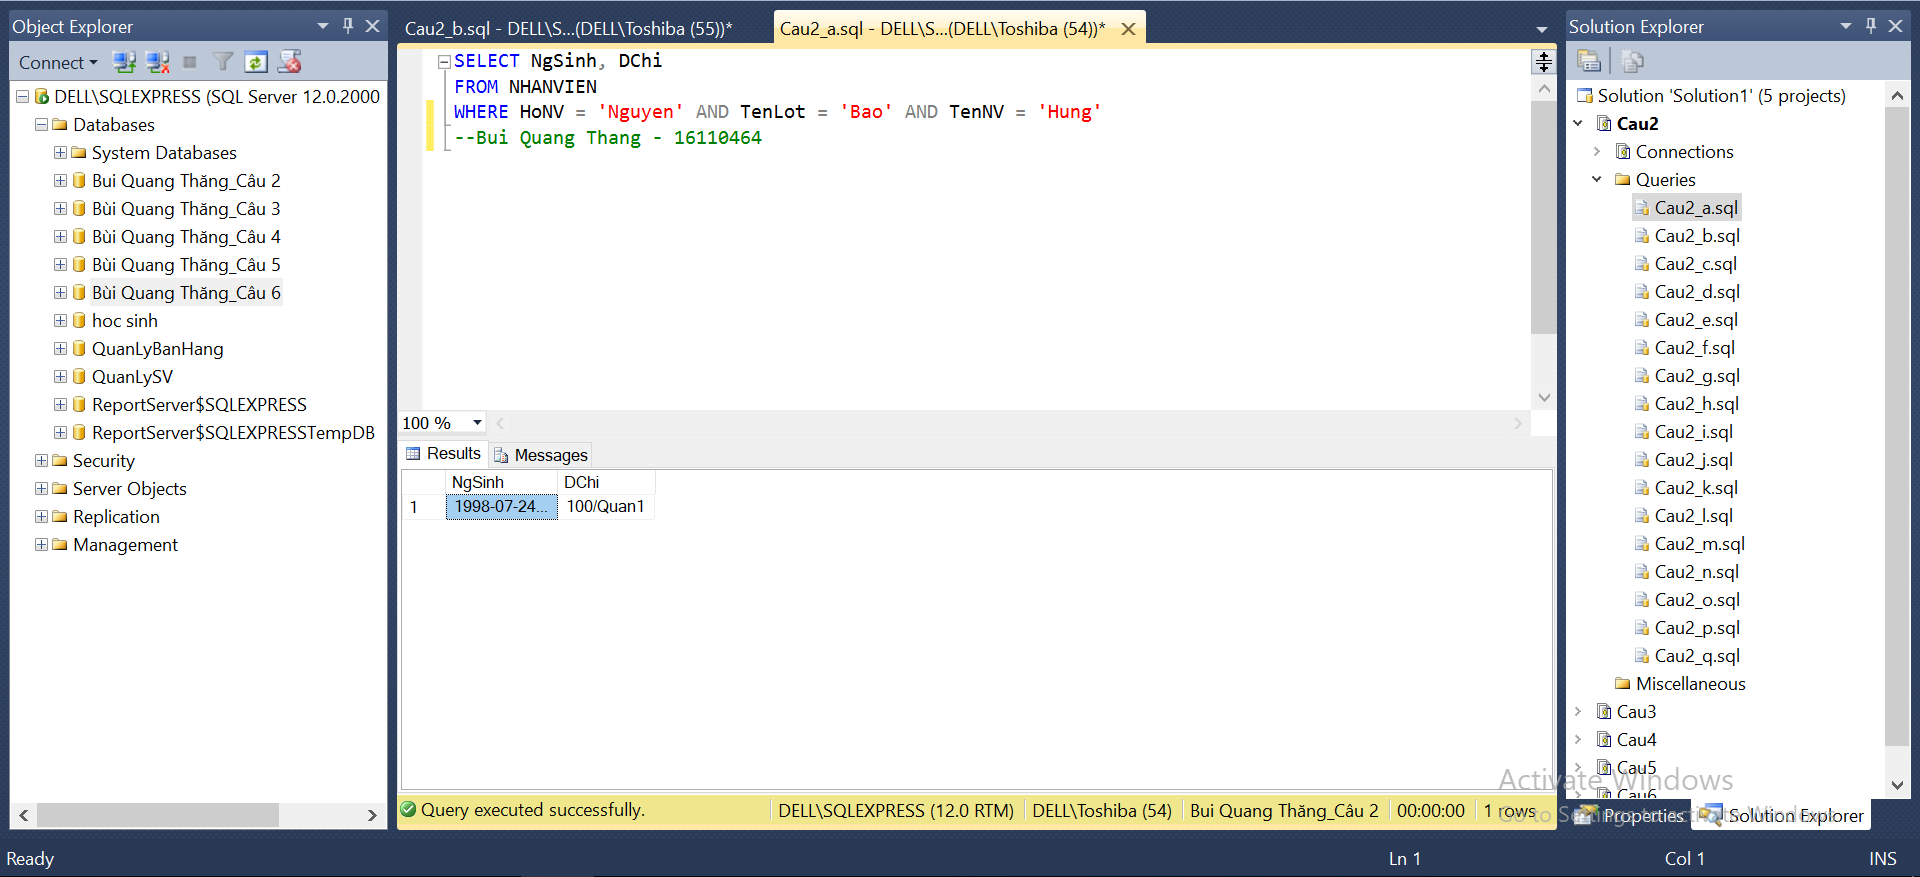 Object Explorer
Connect
DELL\SQLEXPRESS (SQL Server 12.0.2000
Databases
System Databases
Bui Quang Thăng_Câu 2
Bùi Quang Thăng_Câu 3
Bùi Quang Thăng_Câu 4
Bùi Quang Thăng_Câu 5
Bùi Quang Thăng_Câu 6
hoc sinh
QuanLyBanHang
QuanLySV
ReportServer$SQLEXPRESS
ReportServer$SQLEXPRESSTempDB
Security
Server Objects
Replication
Management
Cau2_b.sql - DELL\S...(DELL\Toshiba (55))*
Cau2_a.sql - DELL\S...(DELL\Toshiba (54))*
SELECT NgSinh, DChi
FROM NHANVIEN
WHERE HoNV = 'Nguyen' AND TenLot = 'Bao' AND TenNV = 'Hung'
--Bui Quang Thang - 16110464
100 %
Results Messages
NgSinh DChi
1 1998-07-24... 100/Quan1
Query executed successfully. DELL\SQLEXPRESS (12.0 RTM) DELL\Toshiba (54) Bui Quang Thăng_Câu 2 00:00:00 1 rows
Solution Explorer
Solution 'Solution1' (5 projects)
Cau2
Connections
Queries
Cau2_a.sql
Cau2_b.sql
Cau2_c.sql
Cau2_d.sql
Cau2_e.sql
Cau2_f.sql
Cau2_g.sql
Cau2_h.sql
Cau2_i.sql
Cau2_j.sql
Cau2_k.sql
Cau2_l.sql
Cau2_m.sql
Cau2_n.sql
Cau2_o.sql
Cau2_p.sql
Cau2_q.sql
Miscellaneous
Cau3
Cau4
Cau5
Cau6
Activate Windows
Go to Settings to activate Windows.
Properties Solution Explorer
Ready Ln 1 Col 1 INS